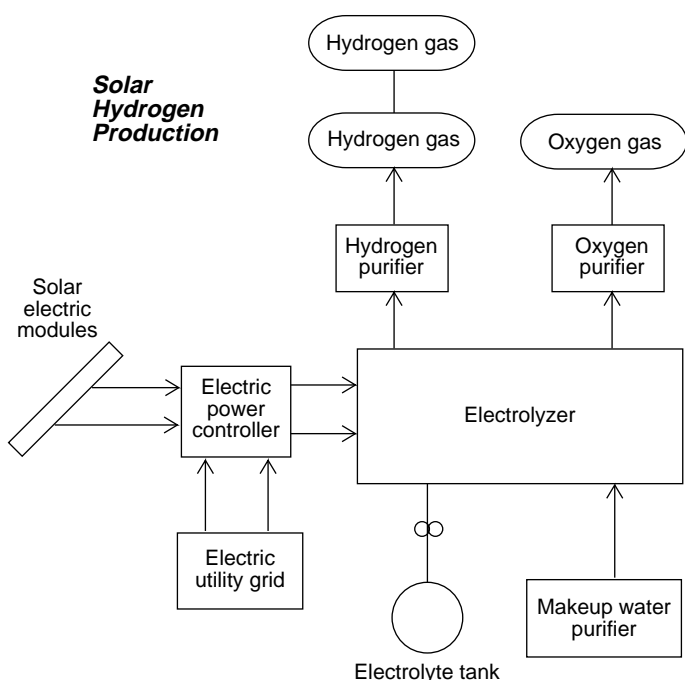 Hydrogen gas
Solar
Hydrogen
Production
Hydrogen gas
Oxygen gas
Hydrogen
purifier
Oxygen
purifier
Solar
electric
modules
Electric
power
controller
Electrolyzer
Electric
utility grid
Makeup water
purifier
Electrolyte tank